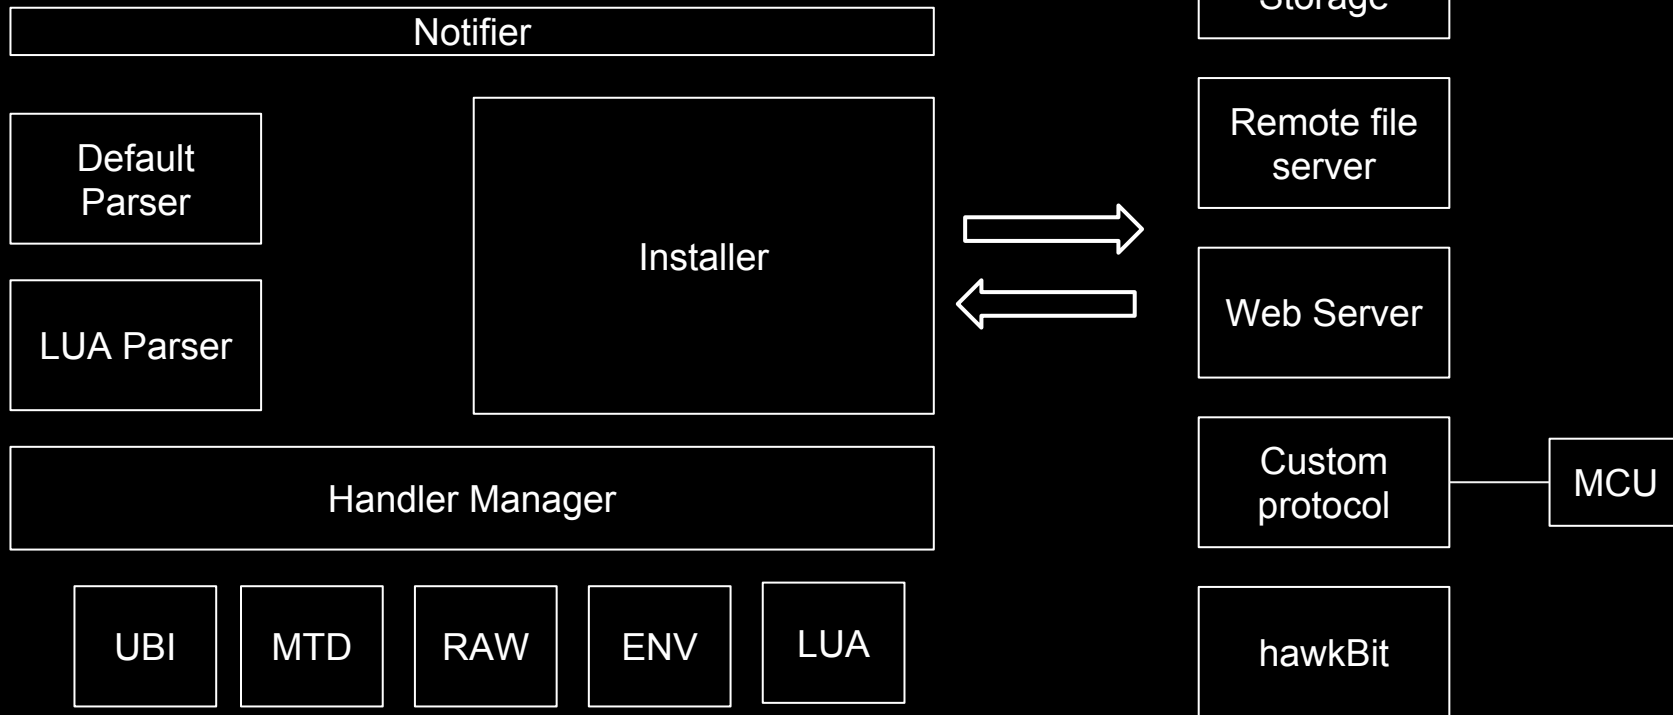 Storage
Notifier
Remote file
server
Default
Parser
Installer
Web Server
LUA Parser
Custom
protocol
MCU
Handler Manager
UBI
MTD
RAW
ENV
LUA
hawkBit